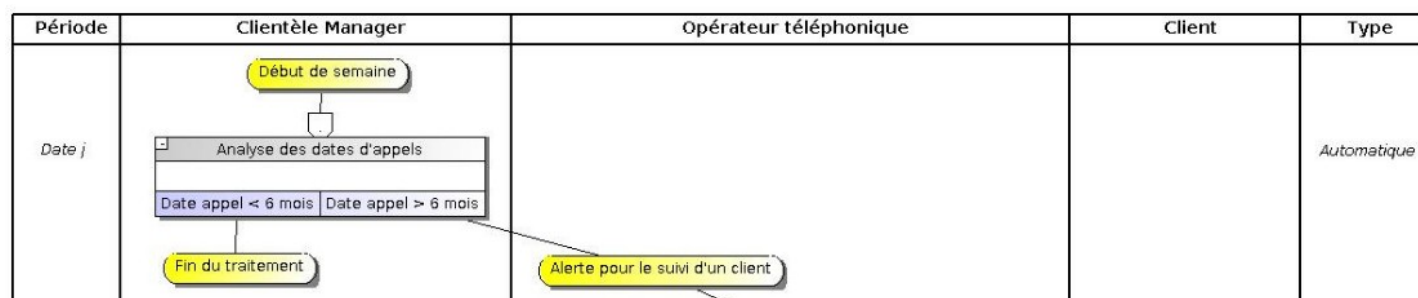 Période Clientèle Manager Opérateur téléphonique Client Type
Début de semaine
Date j Analyse des dates d'appels Automatique
Date appel < 6 mois Date appel > 6 mois
Fin du traitement Alerte pour le suivi d'un client